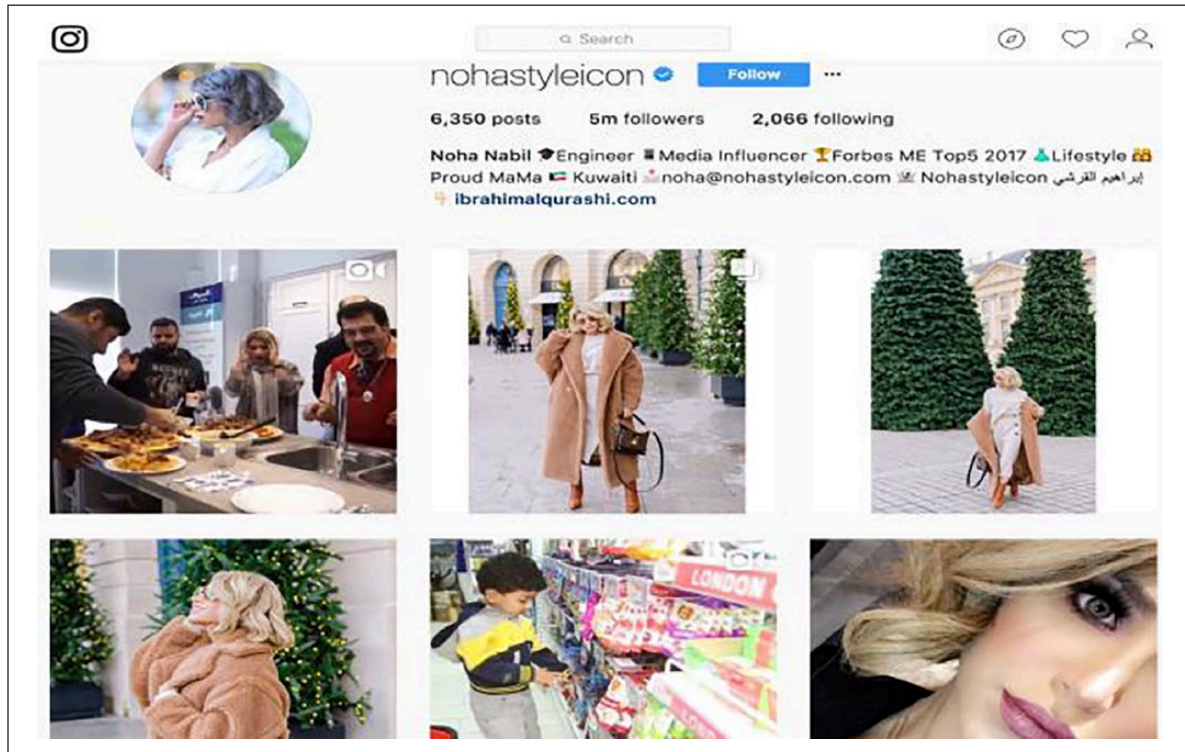 Search
nohastyleicon Follow ...
6,350 posts 5m followers 2,066 following
Noha Nabil 🎓Engineer 📱Media Influencer 🏆Forbes ME Top5 2017 👗Lifestyle 👨‍👩‍👧‍👦
Proud MaMa 🇰🇼 Kuwaiti 📩noha@nohastyleicon.com 👻 Nohastyleicon إبراهيم القرشي
👇🏻 ibrahimalqurashi.com
LONDON